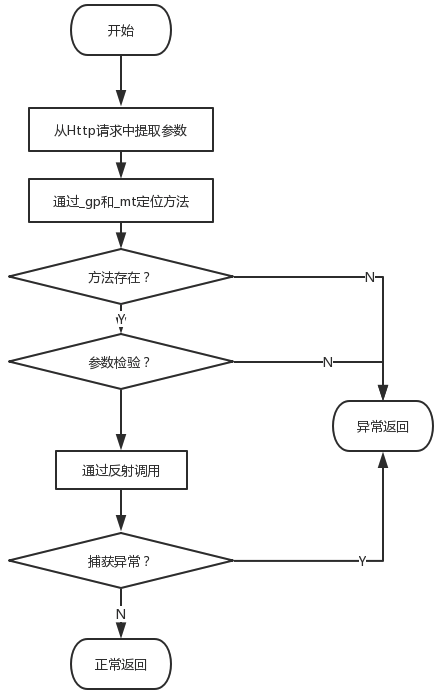 开始
从Http请求中提取参数
通过_gp和_mt定位方法
方法存在？
N
Y
参数检验？
N
异常返回
通过反射调用
捕获异常？
Y
N
正常返回